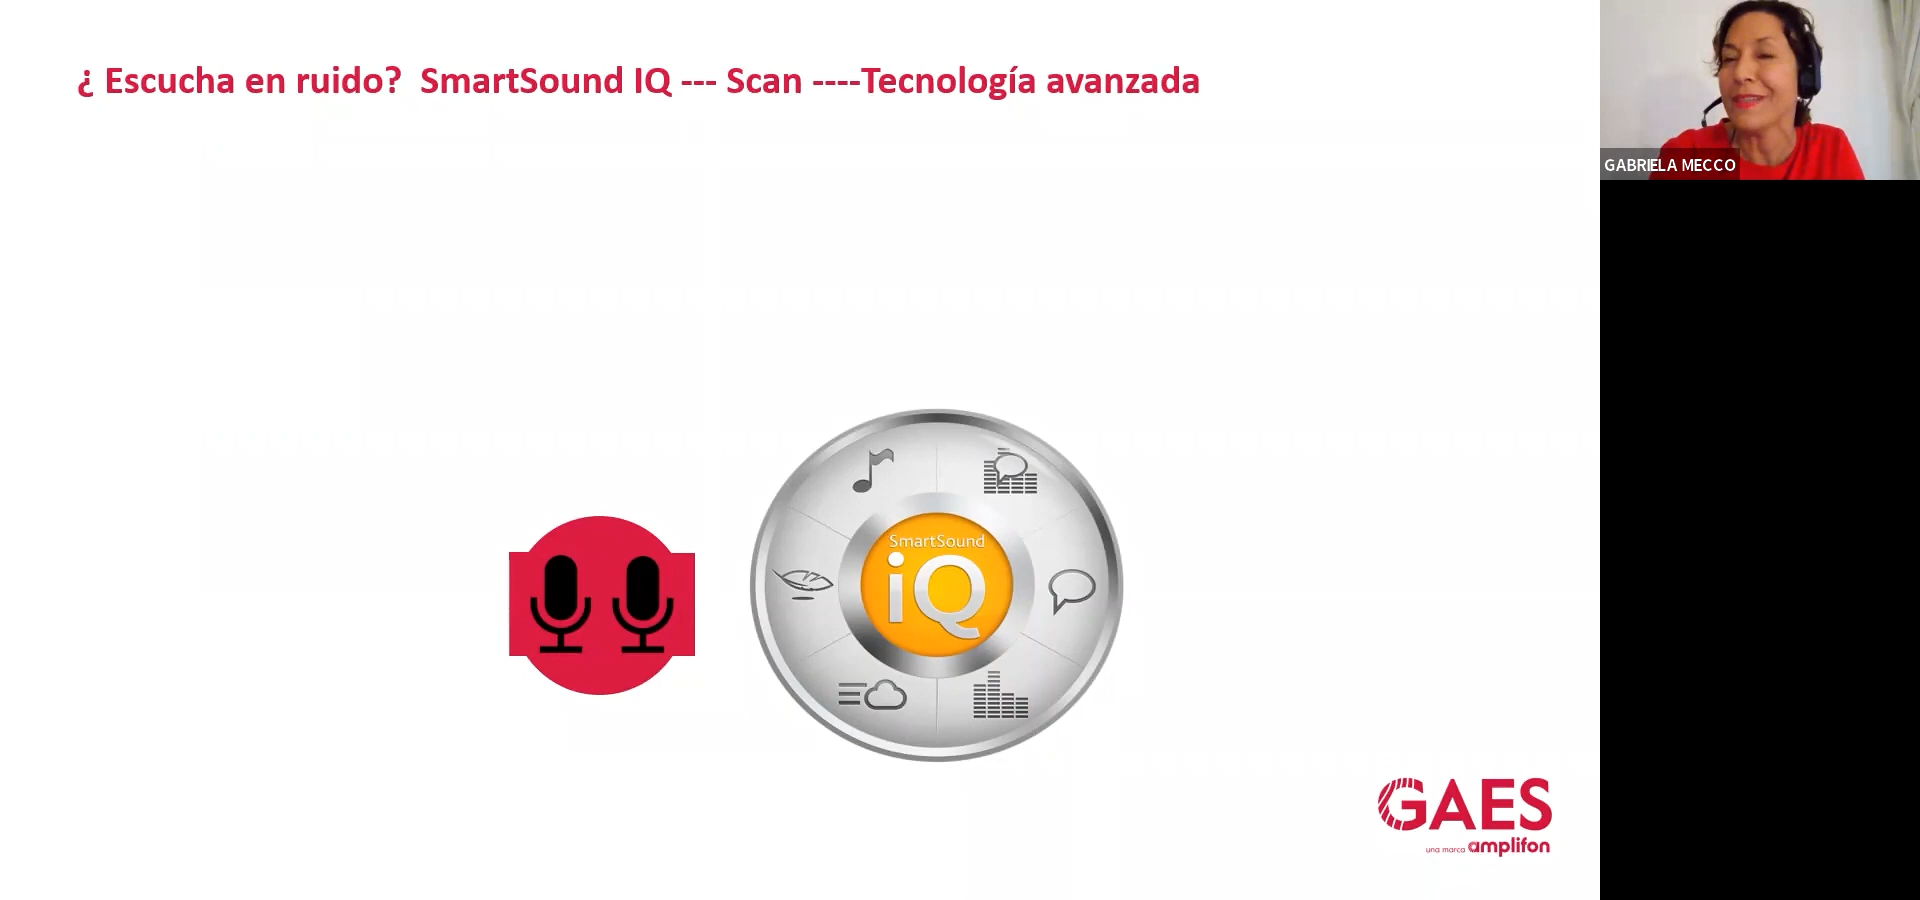 ¿ Escucha en ruido?  SmartSound IQ --- Scan ----Tecnología avanzada
GABRIELA MECCO
SmartSound
iQ
GAES
una marca amplifon